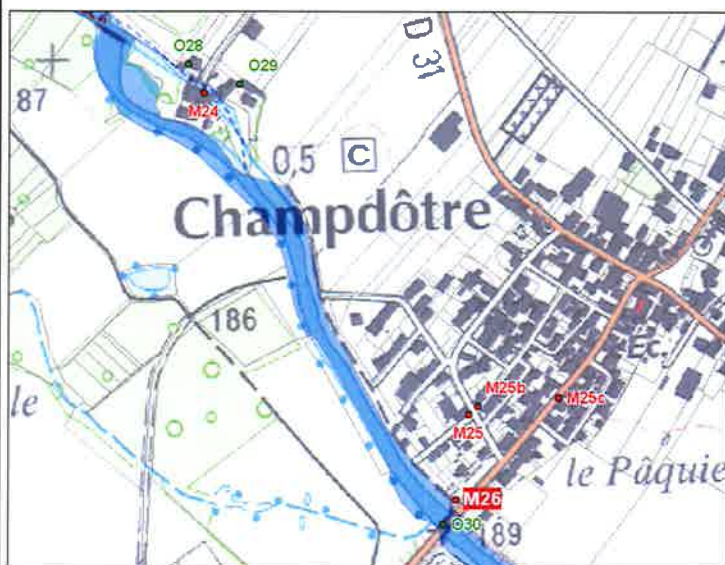 D 31
O28
O29
87
M24
0,5
C
Champdôtre
186
Ec.
le
M25b
M25c
M25
le Pâquie
M26
O30
189